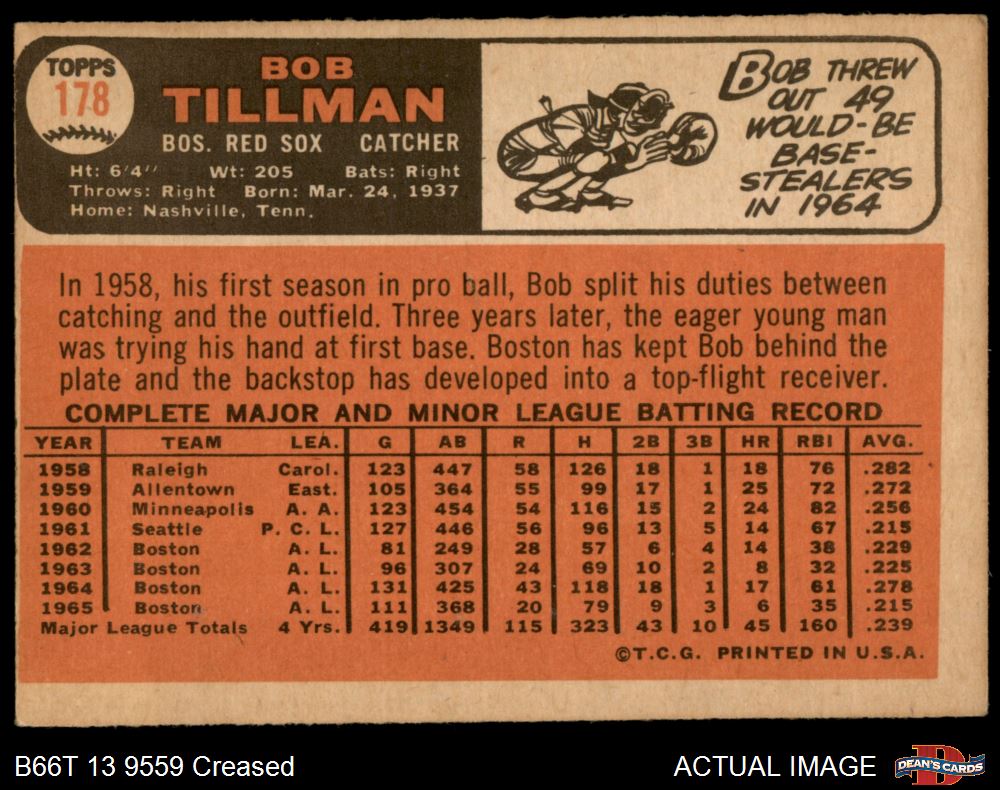 TOPPS
178
BOB
TILLMAN
BOS. RED SOX CATCHER
Ht: 6'4" Wt: 205 Bats: Right
Throws: Right Born: Mar. 24, 1937
Home: Nashville, Tenn.
BOB THREW
OUT 49
WOULD-BE
BASE-
STEALERS
IN 1964
In 1958, his first season in pro ball, Bob split his duties between
catching and the outfield. Three years later, the eager young man
was trying his hand at first base. Boston has kept Bob behind the
plate and the backstop has developed into a top-flight receiver.
COMPLETE MAJOR AND MINOR LEAGUE BATTING RECORD
YEAR TEAM LEA. G AB R H 2B 3B HR RBI AVG.
1958 Raleigh Carol. 123 447 58 126 18 1 18 76 .282
1959 Allentown East. 105 364 55 99 17 1 25 72 .272
1960 Minneapolis A. A. 123 454 54 116 15 2 24 82 .256
1961 Seattle P. C. L. 127 446 56 96 13 5 14 67 .215
1962 Boston A. L. 81 249 28 57 6 4 14 38 .229
1963 Boston A. L. 96 307 24 69 10 2 8 32 .225
1964 Boston A. L. 131 425 43 118 18 1 17 61 .278
1965 Boston A. L. 111 368 20 79 9 3 6 35 .215
Major League Totals 4 Yrs. 419 1349 115 323 43 10 45 160 .239
©T.C.G. PRINTED IN U.S.A.
B66T 13 9559 Creased
ACTUAL IMAGE
DEAN'S CARDS